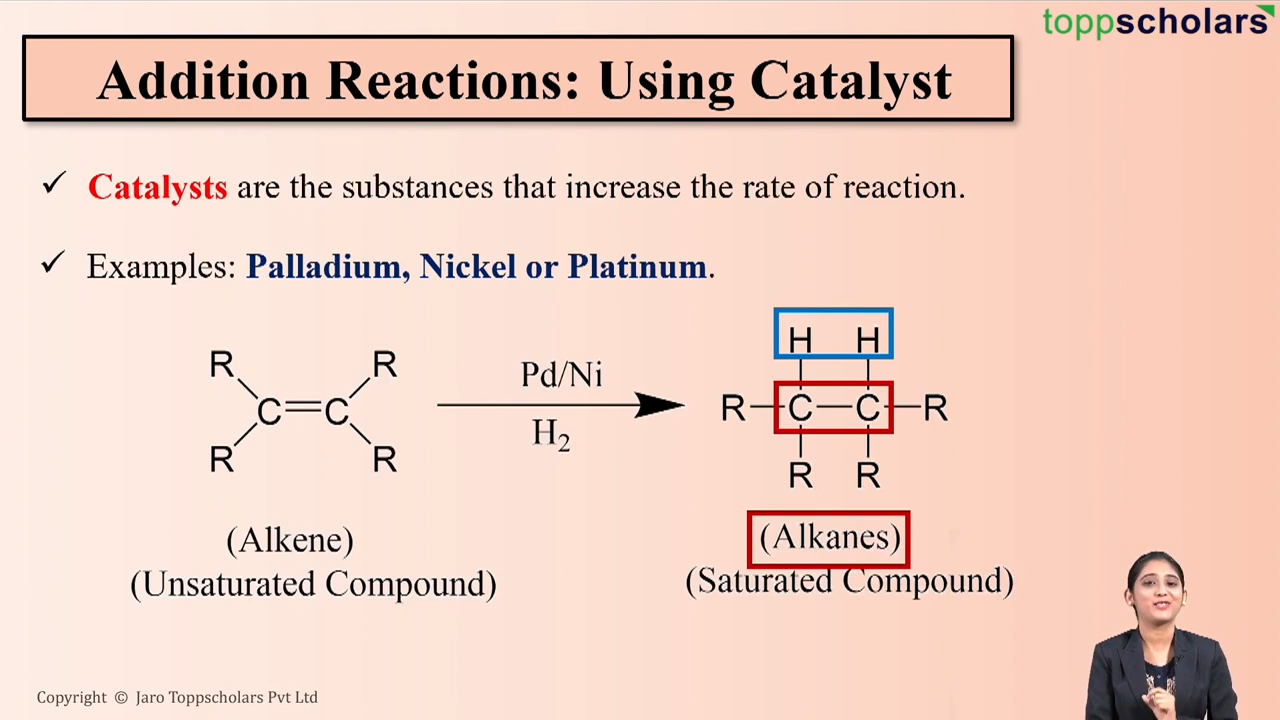 toppscholars
Addition Reactions: Using Catalyst
✓ Catalysts are the substances that increase the rate of reaction.
✓ Examples: Palladium, Nickel or Platinum.
H H
R R
Pd/Ni
C=C
R—C—C—R
H₂
R R
R R
(Alkene)
(Alkanes)
(Unsaturated Compound)
(Saturated Compound)
Copyright © Jaro Toppscholars Pvt Ltd